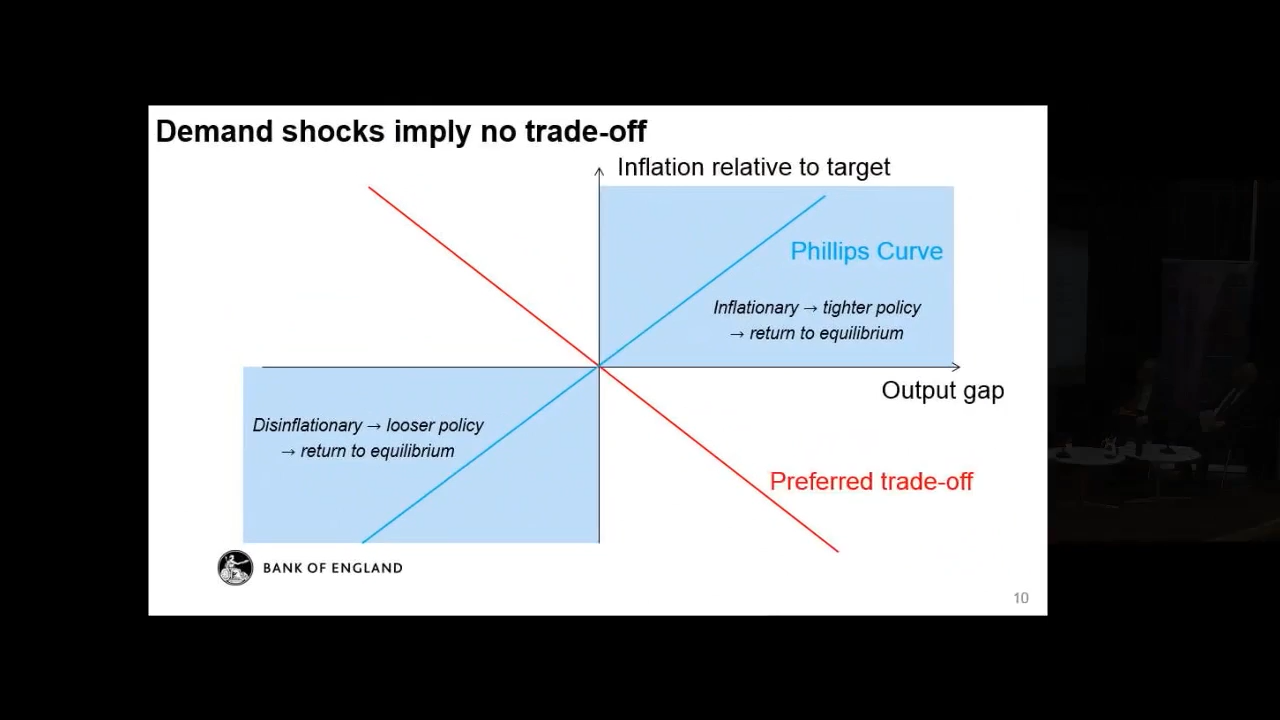 Demand shocks imply no trade-off
Inflation relative to target
Phillips Curve
Inflationary → tighter policy
→ return to equilibrium
Output gap
Disinflationary → looser policy
→ return to equilibrium
Preferred trade-off
BANK OF ENGLAND
10